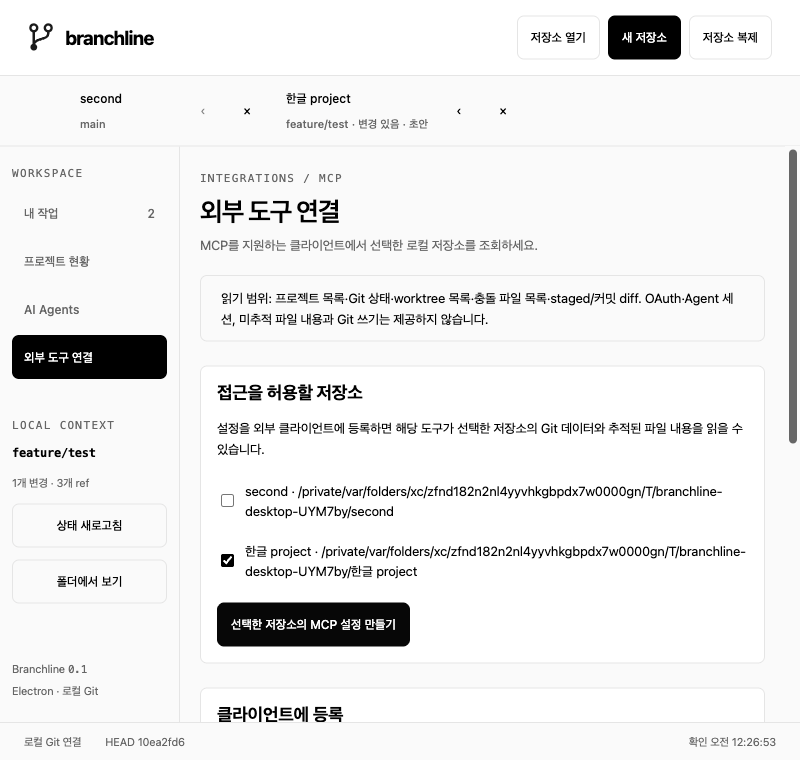 branchline
저장소 열기
새 저장소
저장소 복제
second
main
‹
×
한글 project
feature/test · 변경 있음 · 초안
‹
×
WORKSPACE
내 작업 2
프로젝트 현황
AI Agents
외부 도구 연결
LOCAL CONTEXT
feature/test
1개 변경 · 3개 ref
상태 새로고침
폴더에서 보기
Branchline 0.1
Electron · 로컬 Git
INTEGRATIONS / MCP
외부 도구 연결
MCP를 지원하는 클라이언트에서 선택한 로컬 저장소를 조회하세요.
읽기 범위: 프로젝트 목록·Git 상태·worktree 목록·충돌 파일 목록·staged/커밋 diff. OAuth·Agent 세
션, 미추적 파일 내용과 Git 쓰기는 제공하지 않습니다.
접근을 허용할 저장소
설정을 외부 클라이언트에 등록하면 해당 도구가 선택한 저장소의 Git 데이터와 추적된 파일 내용을 읽을 수
있습니다.
second · /private/var/folders/xc/zfnd182n2nl4yyvhkgbpdx7w0000gn/T/branchline-
desktop-UYM7by/second
한글 project · /private/var/folders/xc/zfnd182n2nl4yyvhkgbpdx7w0000gn/T/branchline-
desktop-UYM7by/한글 project
선택한 저장소의 MCP 설정 만들기
클라이언트에 등록
로컬 Git 연결
HEAD 10ea2fd6
확인 오전 12:26:53